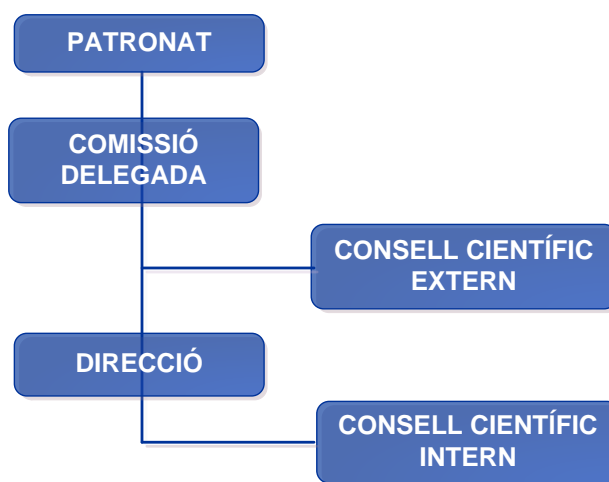 PATRONAT
COMISSIÓ
DELEGADA
CONSELL CIENTÍFIC
EXTERN
DIRECCIÓ
CONSELL CIENTÍFIC
INTERN